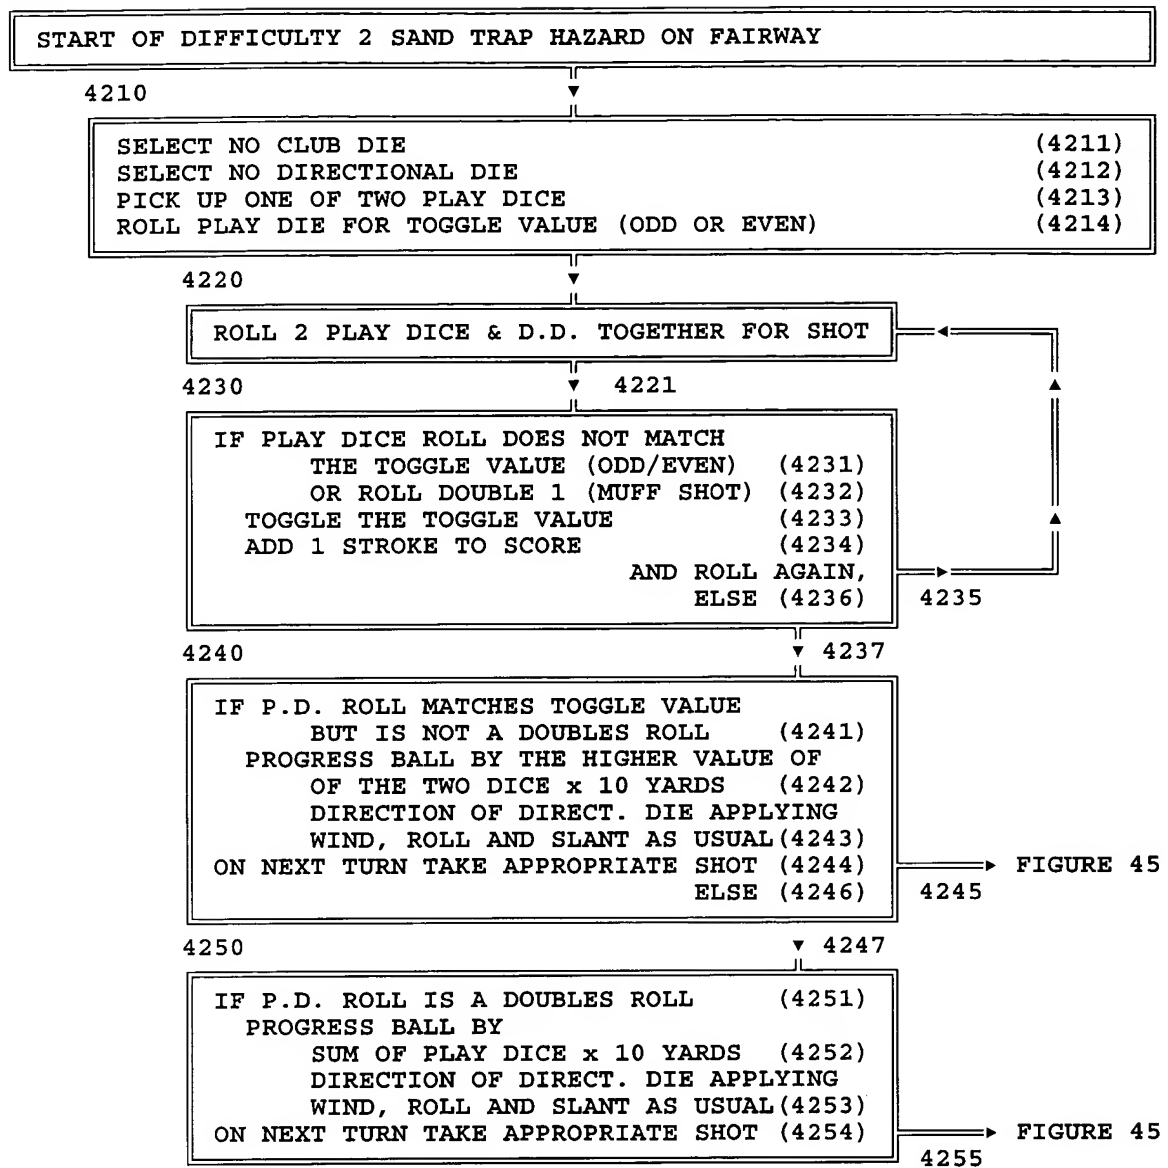 START OF DIFFICULTY 2 SAND TRAP HAZARD ON FAIRWAY
4210
SELECT NO CLUB DIE (4211)
SELECT NO DIRECTIONAL DIE (4212)
PICK UP ONE OF TWO PLAY DICE (4213)
ROLL PLAY DIE FOR TOGGLE VALUE (ODD OR EVEN) (4214)
4220
ROLL 2 PLAY DICE & D.D. TOGETHER FOR SHOT
4230 4221
IF PLAY DICE ROLL DOES NOT MATCH
THE TOGGLE VALUE (ODD/EVEN) (4231)
OR ROLL DOUBLE 1 (MUFF SHOT) (4232)
TOGGLE THE TOGGLE VALUE (4233)
ADD 1 STROKE TO SCORE (4234)
AND ROLL AGAIN,
ELSE (4236) 4235
4240 4237
IF P.D. ROLL MATCHES TOGGLE VALUE
BUT IS NOT A DOUBLES ROLL (4241)
PROGRESS BALL BY THE HIGHER VALUE OF
OF THE TWO DICE x 10 YARDS (4242)
DIRECTION OF DIRECT. DIE APPLYING
WIND, ROLL AND SLANT AS USUAL(4243)
ON NEXT TURN TAKE APPROPRIATE SHOT (4244) FIGURE 45
ELSE (4246) 4245
4250 4247
IF P.D. ROLL IS A DOUBLES ROLL (4251)
PROGRESS BALL BY
SUM OF PLAY DICE x 10 YARDS (4252)
DIRECTION OF DIRECT. DIE APPLYING
WIND, ROLL AND SLANT AS USUAL(4253)
ON NEXT TURN TAKE APPROPRIATE SHOT (4254) FIGURE 45
4255